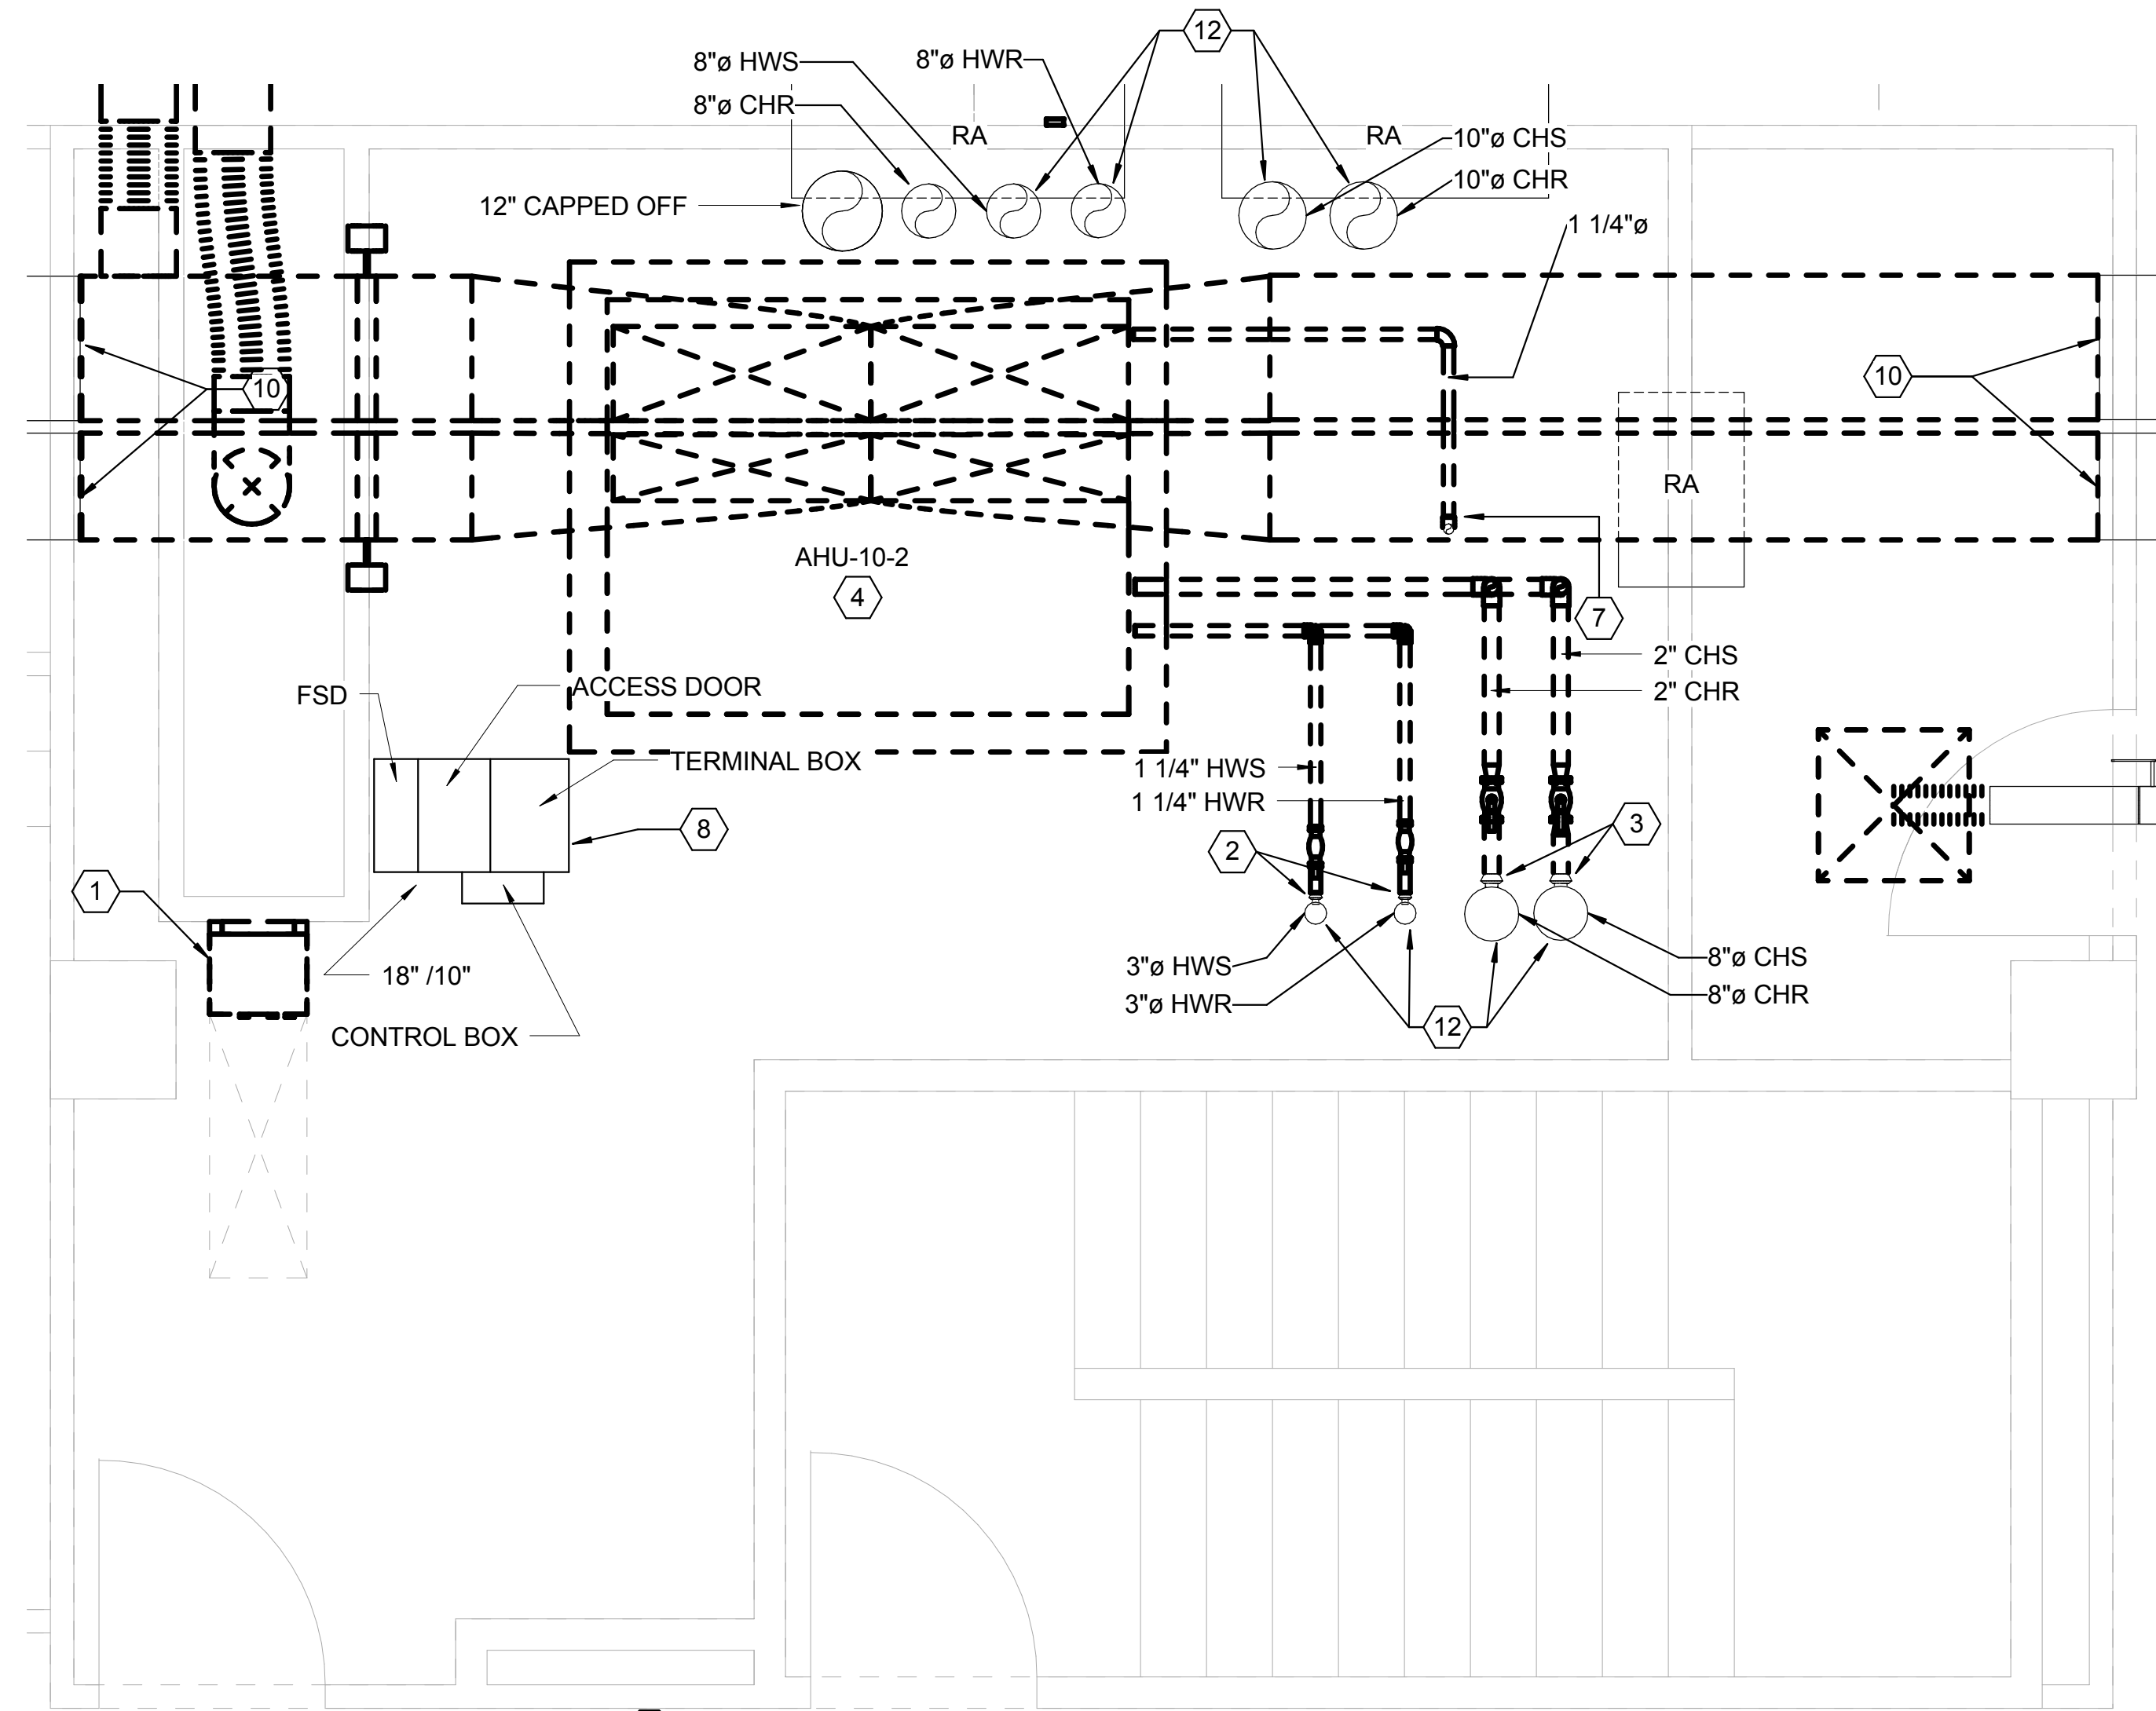 12
8"ø HWS
8"ø HWR
8"ø CHR
RA
RA
10"ø CHS
10"ø CHR
12" CAPPED OFF
1 1/4"ø
10
10
RA
AHU-10-2
4
7
2" CHS
2" CHR
FSD
ACCESS DOOR
TERMINAL BOX
1 1/4" HWS
1 1/4" HWR
8
3
2
1
18" /10"
3"ø HWS
3"ø HWR
8"ø CHS
8"ø CHR
12
CONTROL BOX